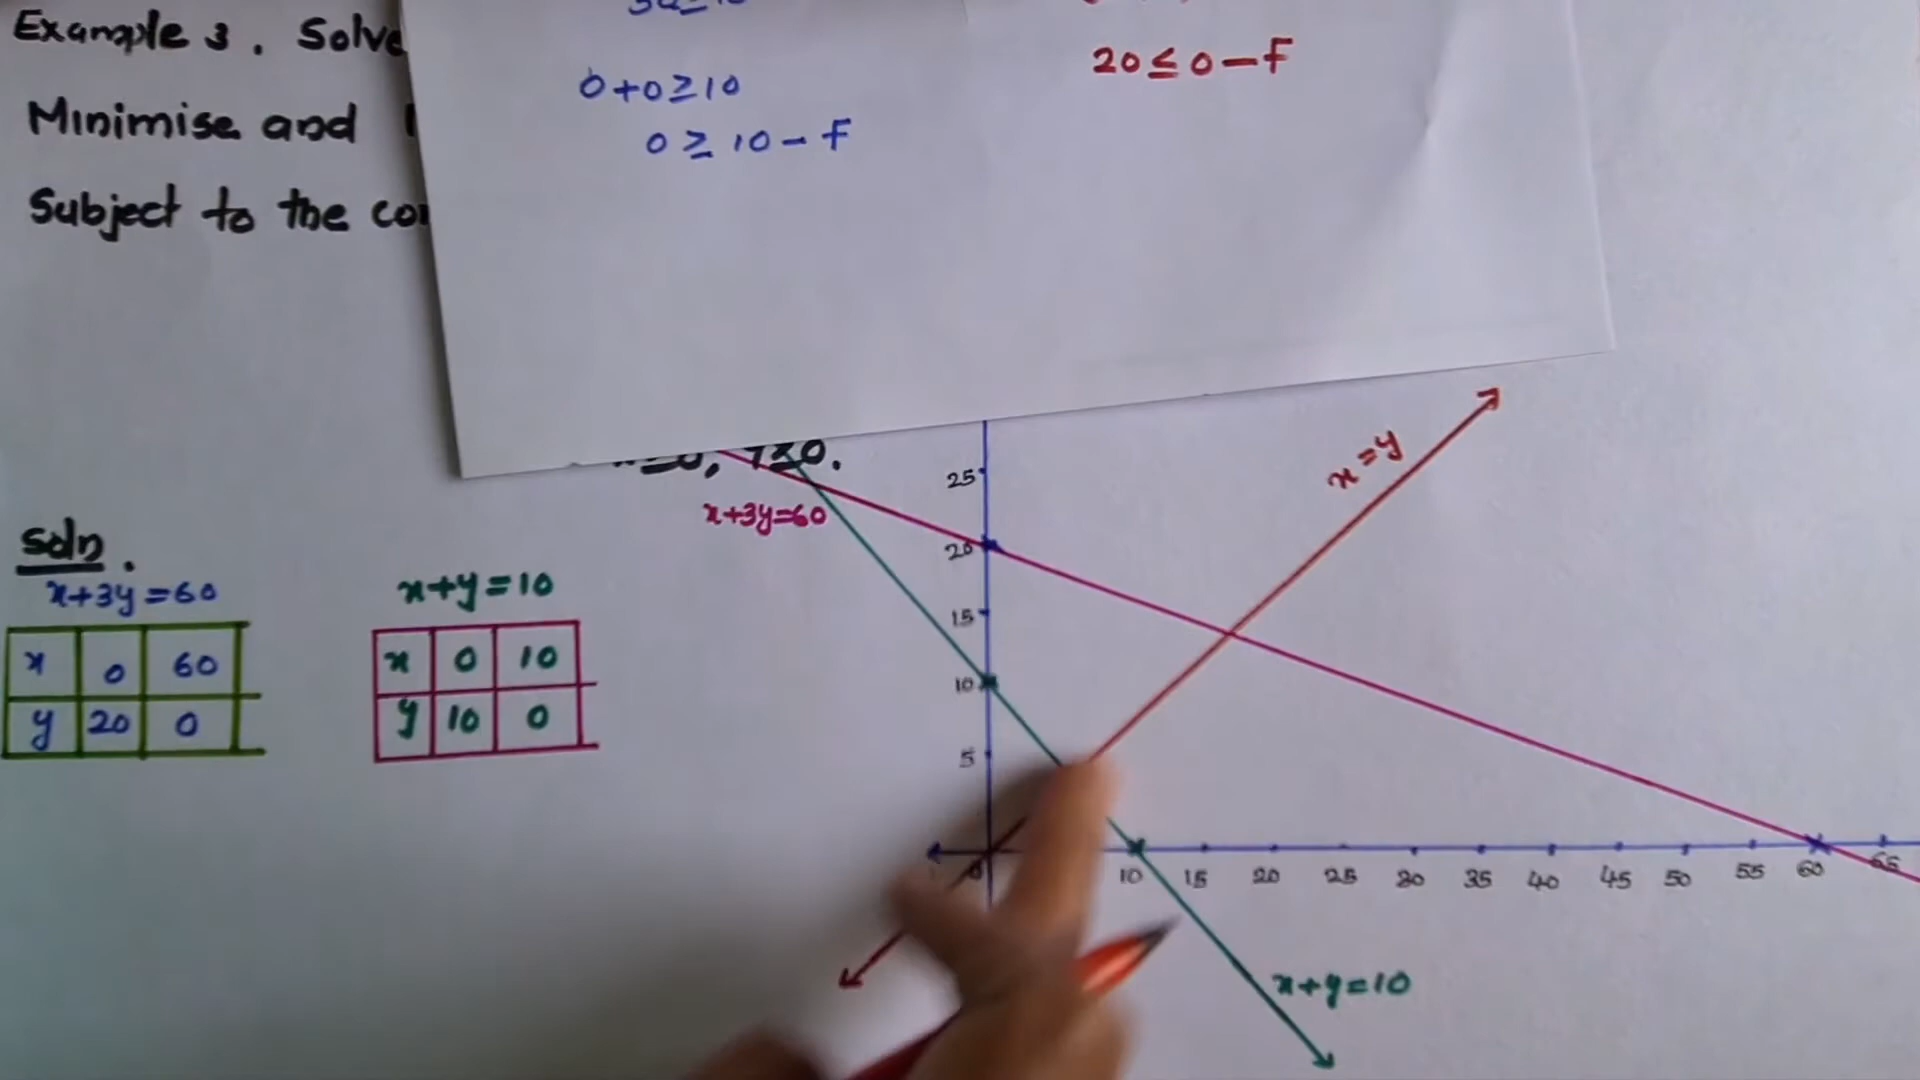 Example 3. Solve
Minimise and
Subject to the
0+0≥10
0≥10-F
20≤0-F
≥0.
Soln.
x+3y=60
x 0 60
y 20 0
x+y=10
x 0 10
y 10 0
x+3y=60
x=y
25
20
15
10
5
0
10 15 20 25 30 35 40 45 50 55 60 65
x+y=10